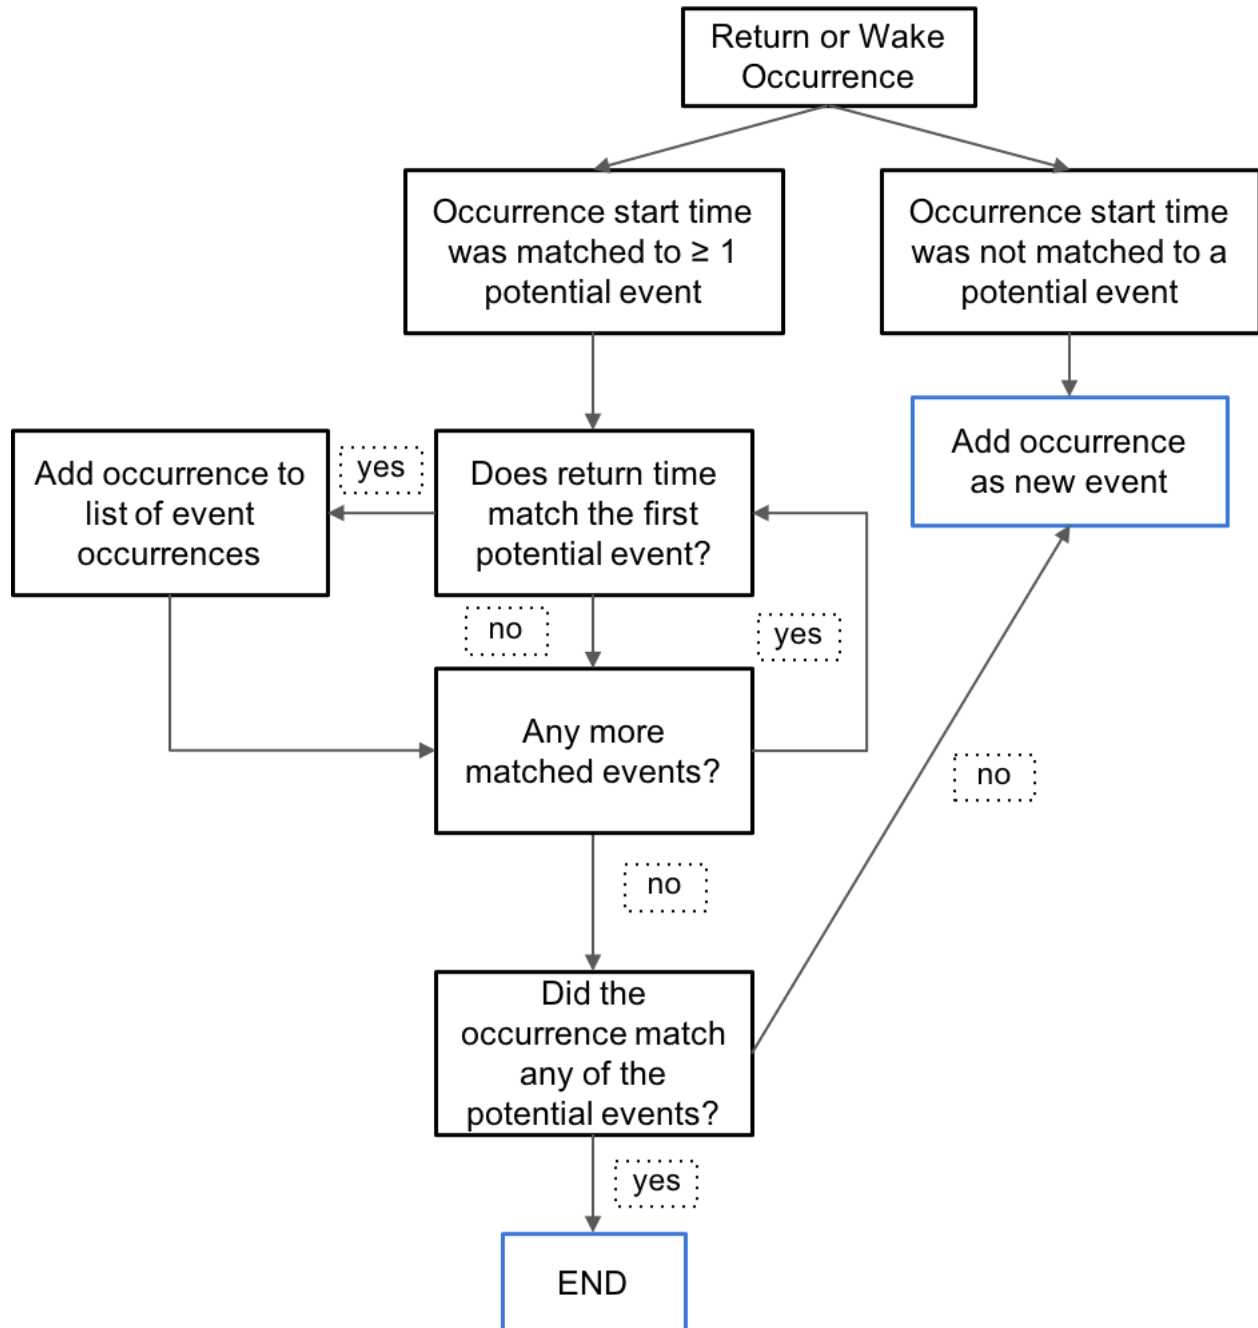 Return or Wake
Occurrence
Occurrence start time
was matched to ≥ 1
potential event
Occurrence start time
was not matched to a
potential event
Add occurrence to
list of event
occurrences
yes
Does return time
match the first
potential event?
Add occurrence
as new event
no
yes
Any more
matched events?
no
no
Did the
occurrence match
any of the
potential events?
yes
END